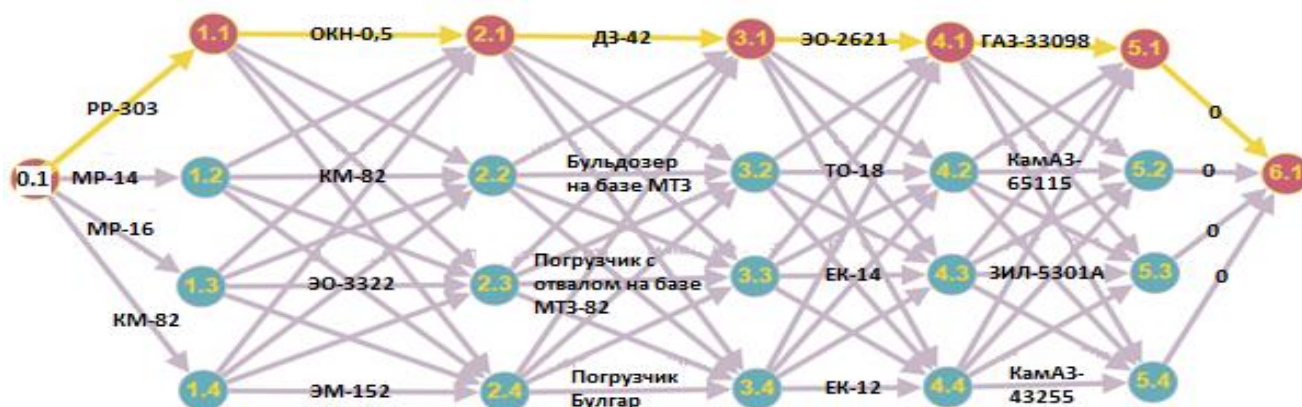 1.1 ОКН-0,5 2.1 ДЗ-42 3.1 ЭО-2621 4.1 ГАЗ-33098 5.1
РР-303
0
0.1 МР-14 1.2 КМ-82 2.2 Бульдозер
на базе МТЗ 3.2 ТО-18 4.2 КамАЗ-
65115 5.2 0 6.1
МР-16
0
1.3 ЭО-3322 2.3 Погрузчик с
отвалом на базе
МТЗ-82 3.3 ЕК-14 4.3 ЗИЛ-5301А 5.3
0
КМ-82
1.4 ЭМ-152 2.4 Погрузчик
Булгар 3.4 ЕК-12 4.4 КамАЗ-
43255 5.4